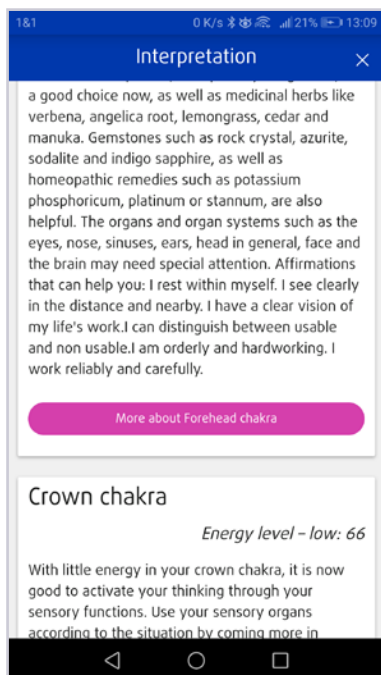 1&1 0 K/s 21% 13:09
Interpretation
a good choice now, as well as medicinal herbs like
verbena, angelica root, lemongrass, cedar and
manuka. Gemstones such as rock crystal, azurite,
sodalite and indigo sapphire, as well as
homeopathic remedies such as potassium
phosphoricum, platinum or stannum, are also
helpful. The organs and organ systems such as the
eyes, nose, sinuses, ears, head in general, face and
the brain may need special attention. Affirmations
that can help you: I rest within myself. I see clearly
in the distance and nearby. I have a clear vision of
my life's work.I can distinguish between usable
and non usable.I am orderly and hardworking. I
work reliably and carefully.
More about Forehead chakra
Crown chakra
Energy level – low: 66
With little energy in your crown chakra, it is now
good to activate your thinking through your
sensory functions. Use your sensory organs
according to the situation by coming more in